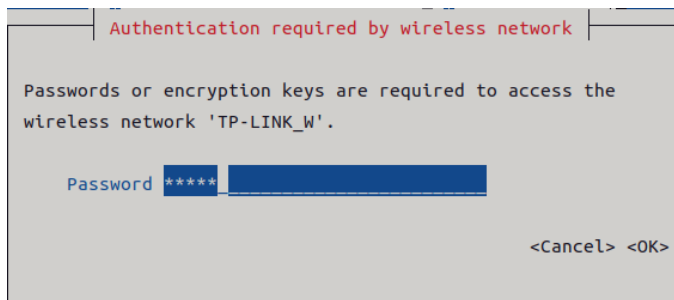 Authentication required by wireless network
Passwords or encryption keys are required to access the
wireless network 'TP-LINK_W'.
Password *****
<Cancel> <OK>